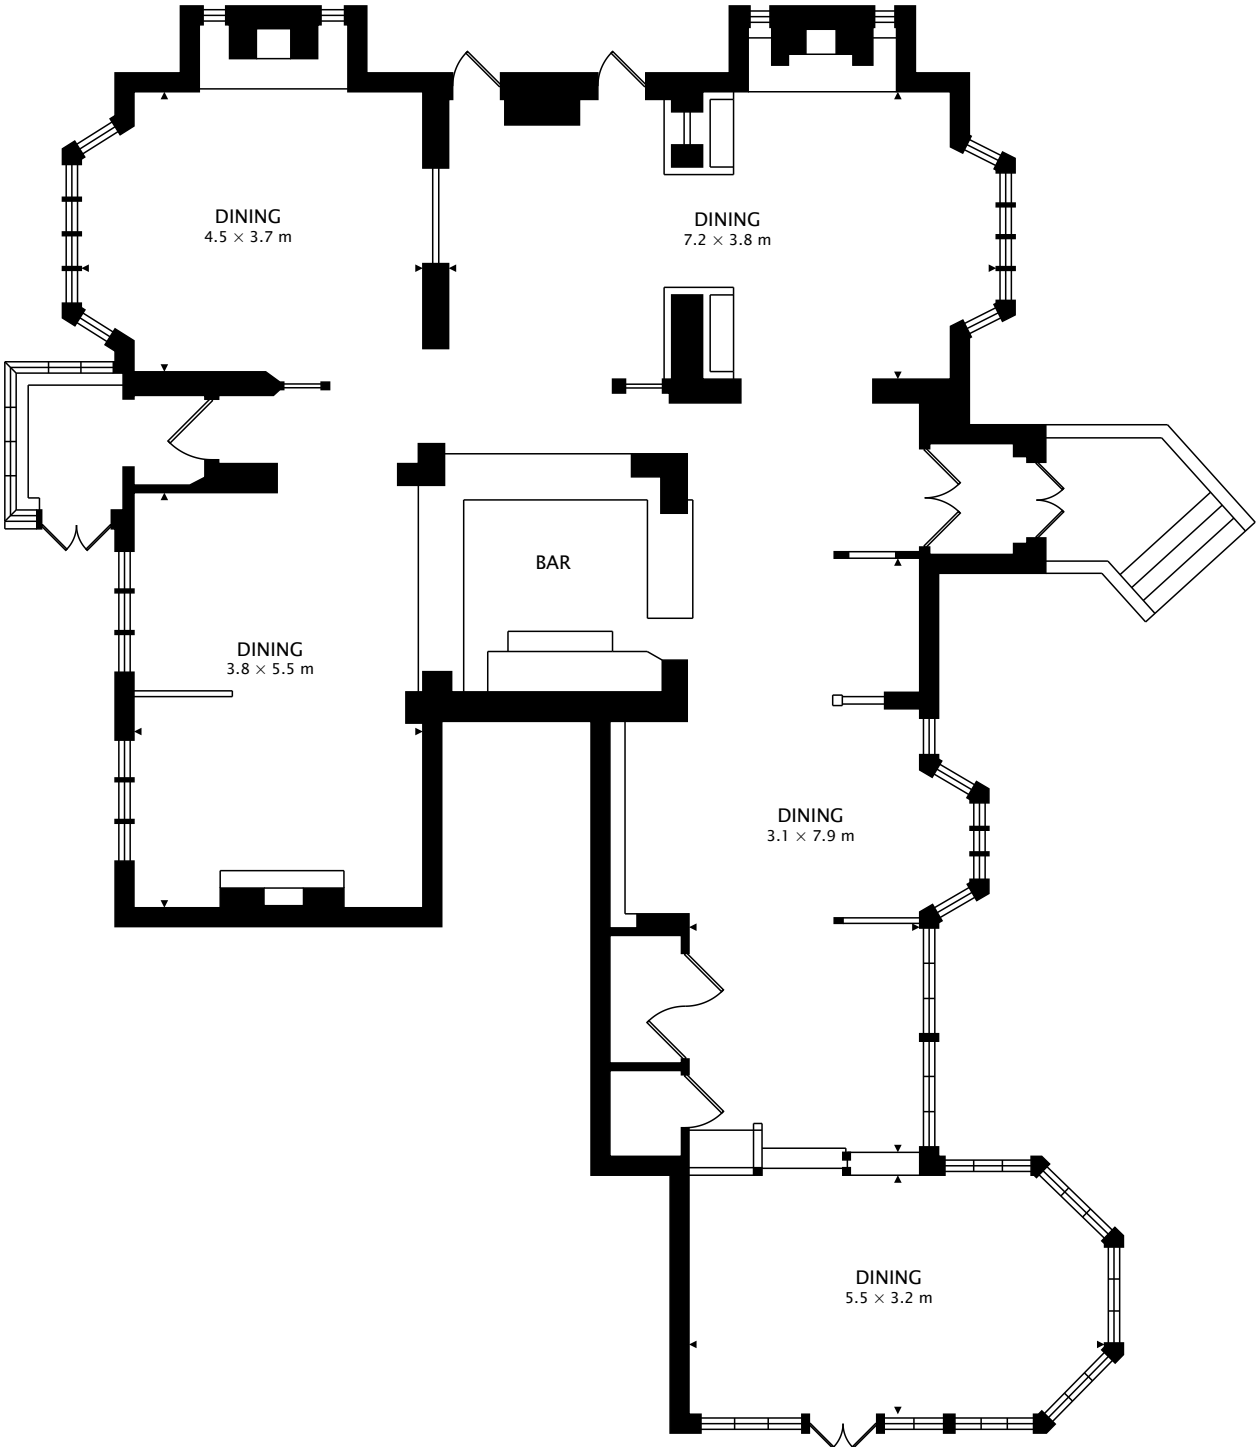 DINING
4.5 × 3.7 m
DINING
7.2 × 3.8 m
BAR
DINING
3.8 × 5.5 m
DINING
3.1 × 7.9 m
DINING
5.5 × 3.2 m